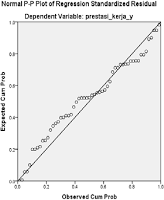 Normal P-P Plot of Regression Standardized Residual
Dependent Variable: prestasi_kerja_y
Expected Cum Prob
1.0
0.8
0.6
0.4
0.2
0.0
0.0 0.2 0.4 0.6 0.8 1.0
Observed Cum Prob